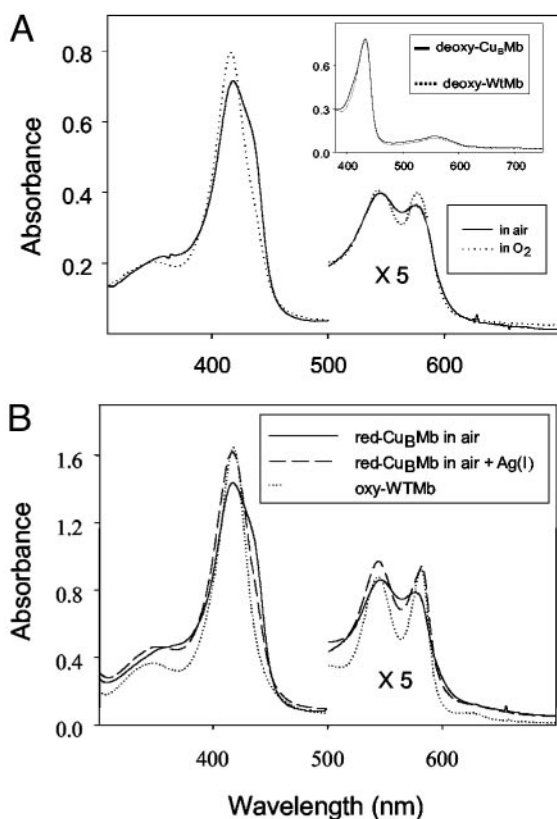 A
Absorbance
0.8
0.6
0.4
0.2
0.6
0.3
0.0
400
500
600
700
deoxy-CuBMb
deoxy-WtMb
in air
in O2
X 5
400
500
600
B
Absorbance
1.6
1.2
0.8
0.4
0.0
red-CuBMb in air
red-CuBMb in air + Ag(I)
oxy-WTMb
X 5
400
500
600
Wavelength (nm)